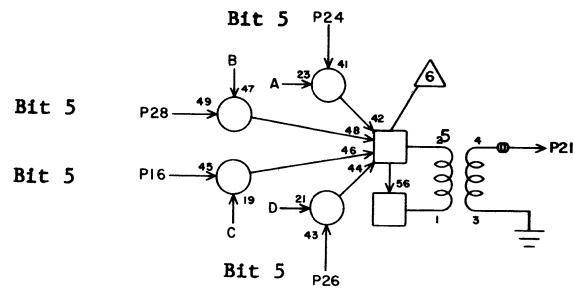 Bit 5 P24
B
A 23 41
47
6
Bit 5 P28 49
42
48
5
2 4 P21
46
Bit 5 P16 45
44
56
19
D 21
1 3
C
43
Bit 5 P26